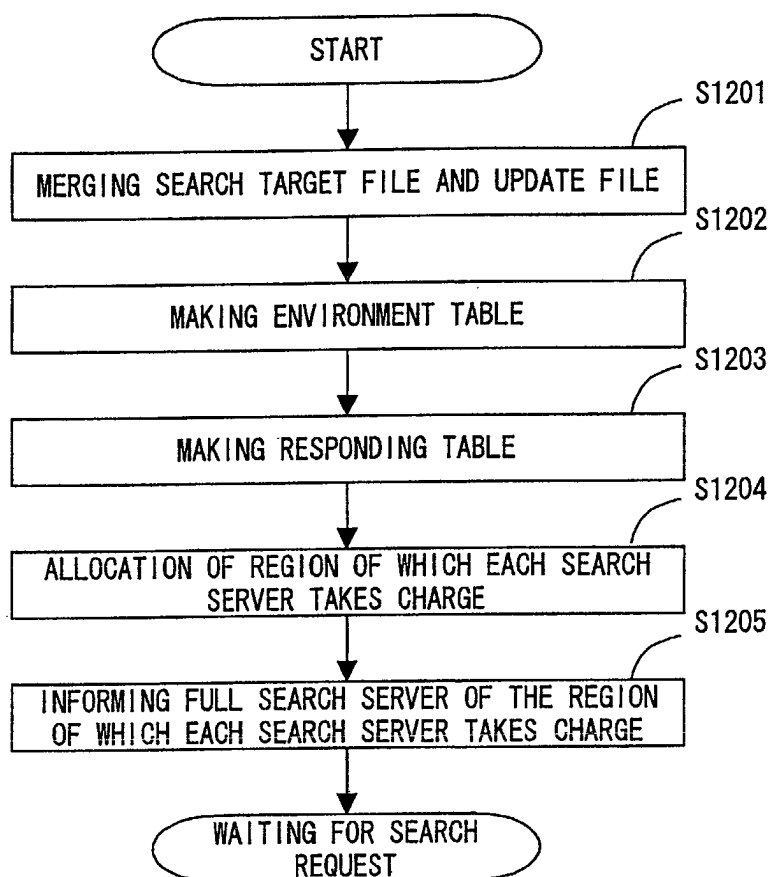 START
S1201
MERGING SEARCH TARGET FILE AND UPDATE FILE
S1202
MAKING ENVIRONMENT TABLE
S1203
MAKING RESPONDING TABLE
S1204
ALLOCATION OF REGION OF WHICH EACH SEARCH
SERVER TAKES CHARGE
S1205
INFORMING FULL SEARCH SERVER OF THE REGION
OF WHICH EACH SEARCH SERVER TAKES CHARGE
WAITING FOR SEARCH
REQUEST